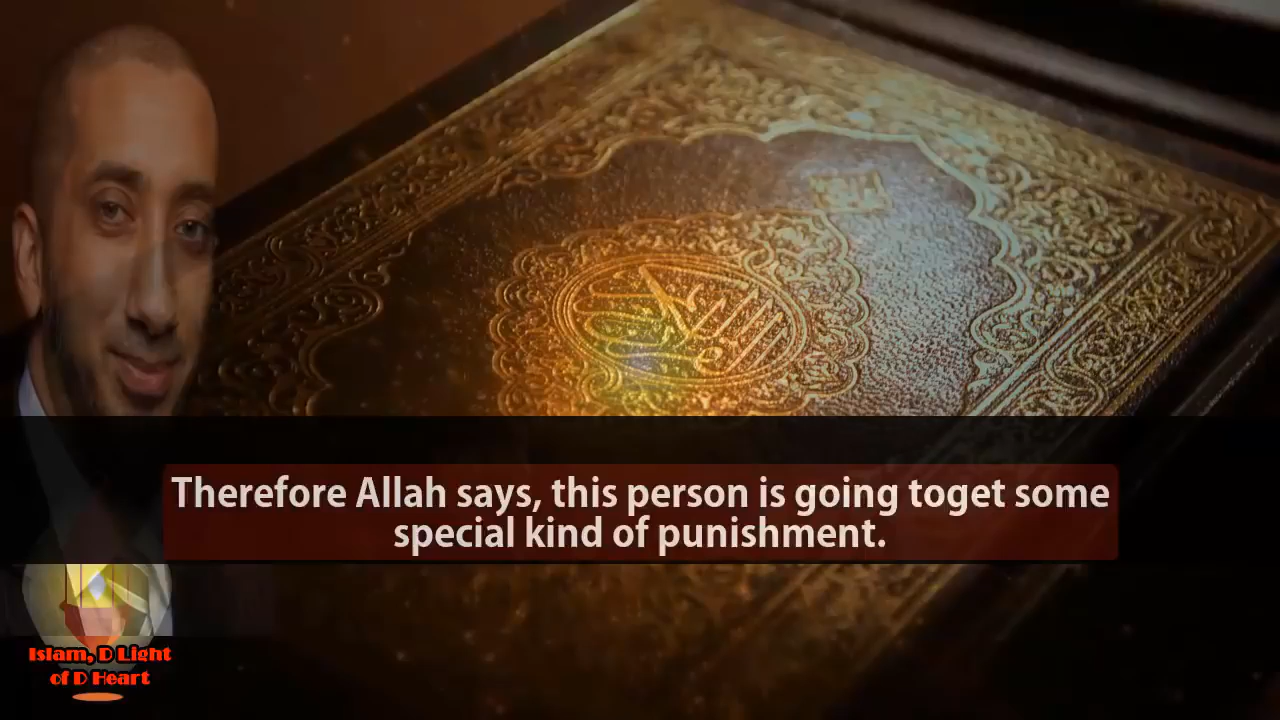 Therefore Allah says, this person is going toget some
special kind of punishment.
Islam, D Light
of D Heart